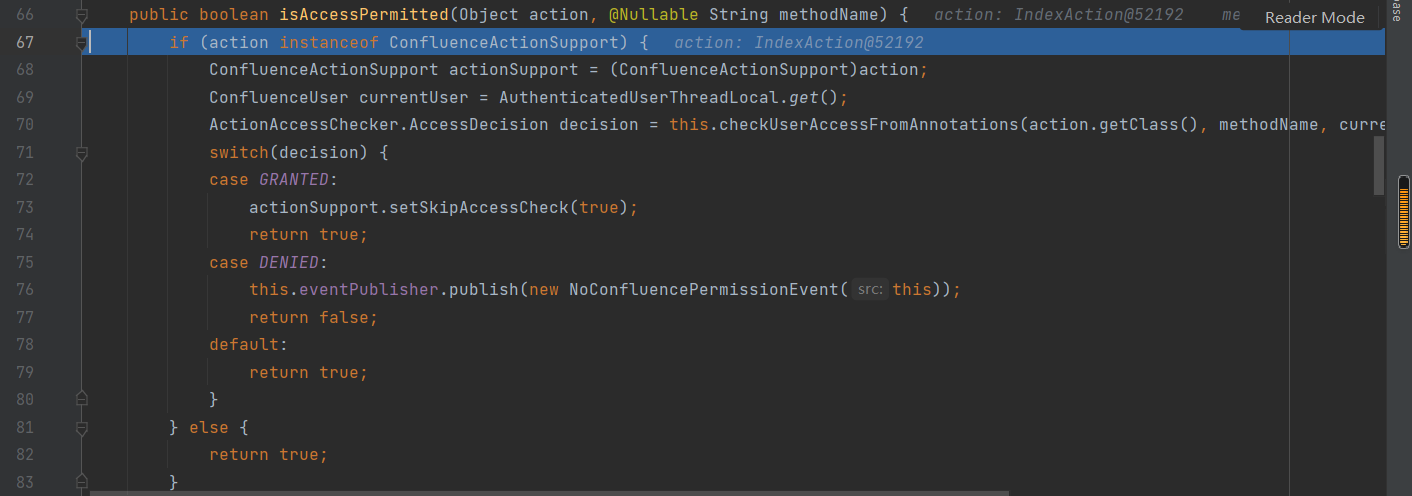 66 public boolean isAccessPermitted(Object action, @Nullable String methodName) { action: IndexAction@52192 me Reader Mode
67 if (action instanceof ConfluenceActionSupport) { action: IndexAction@52192
68 ConfluenceActionSupport actionSupport = (ConfluenceActionSupport)action;
69 ConfluenceUser currentUser = AuthenticatedUserThreadLocal.get();
70 ActionAccessChecker.AccessDecision decision = this.checkUserAccessFromAnnotations(action.getClass(), methodName, curre
71 switch(decision) {
72 case GRANTED:
73 actionSupport.setSkipAccessCheck(true);
74 return true;
75 case DENIED:
76 this.eventPublisher.publish(new NoConfluencePermissionEvent( src: this));
77 return false;
78 default:
79 return true;
80 }
81 } else {
82 return true;
83 }
ase